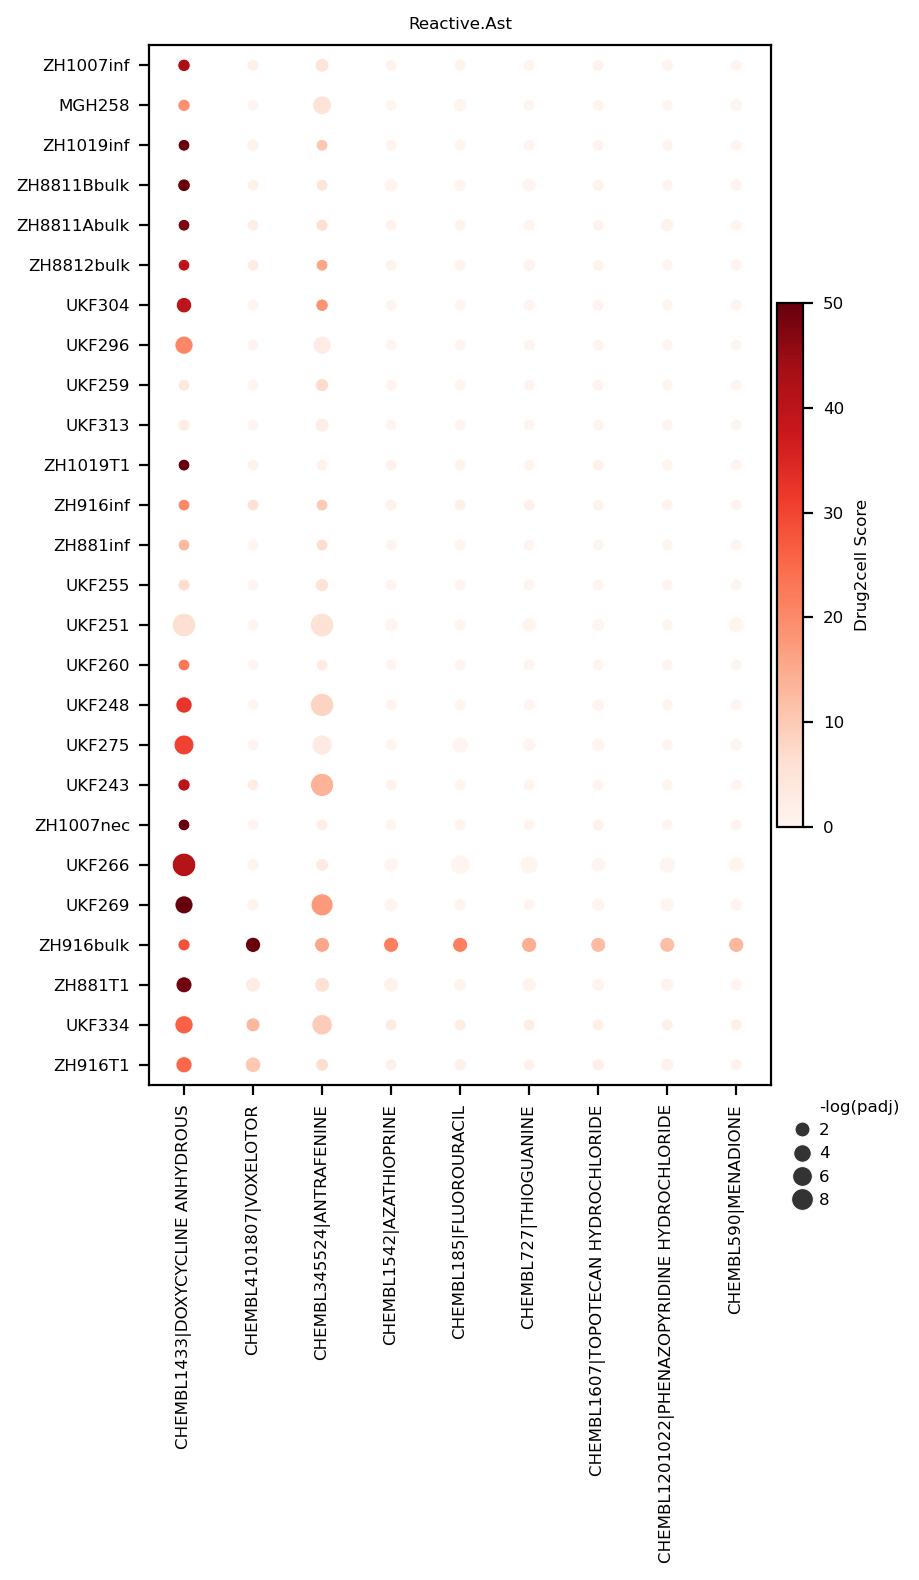 Reactive.Ast
ZH1007inf
MGH258
ZH1019inf
ZH8811Bbulk
ZH8811Abulk
ZH8812bulk
UKF304
UKF296
UKF259
UKF313
ZH1019T1
ZH916inf
ZH881inf
UKF255
UKF251
UKF260
UKF248
UKF275
UKF243
ZH1007nec
UKF266
UKF269
ZH916bulk
ZH881T1
UKF334
ZH916T1
CHEMBL1433|DOXYCYCLINE ANHYDROUS
CHEMBL4101807|VOXELOTOR
CHEMBL345524|ANTRAFENINE
CHEMBL1542|AZATHIOPRINE
CHEMBL185|FLUOROURACIL
CHEMBL727|THIOGUANINE
CHEMBL1607|TOPOTECAN HYDROCHLORIDE
CHEMBL1201022|PHENAZOPYRIDINE HYDROCHLORIDE
CHEMBL590|MENADIONE
50
40
30
20
10
0
Drug2cell Score
-log(padj)
2
4
6
8